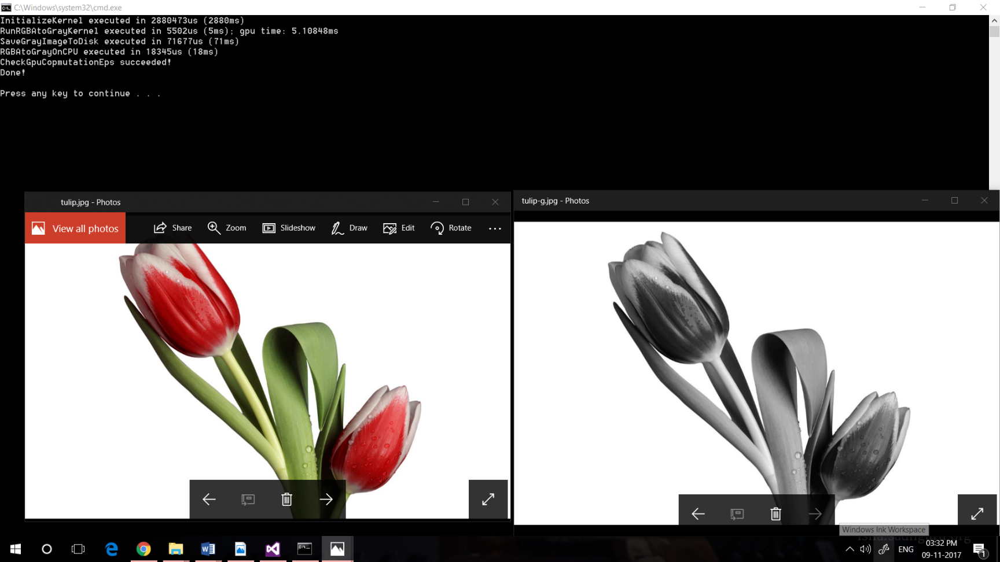 C:\Windows\system32\cmd.exe
InitializeKernel executed in 2880473us (2880ms)
RunRGBAtoGrayKernel executed in 5502us (5ms); gpu time: 5.10848ms
SaveGrayImageToDisk executed in 71677us (71ms)
RGBAtoGrayOnCPU executed in 18345us (18ms)
CheckGpuCopmutationEps succeeded!
Done!
Press any key to continue . . .
tulip.jpg - Photos
View all photos Share Zoom Slideshow Draw Edit Rotate
tulip-g.jpg - Photos
Windows Ink Workspace
ENG
03:32 PM
09-11-2017
1